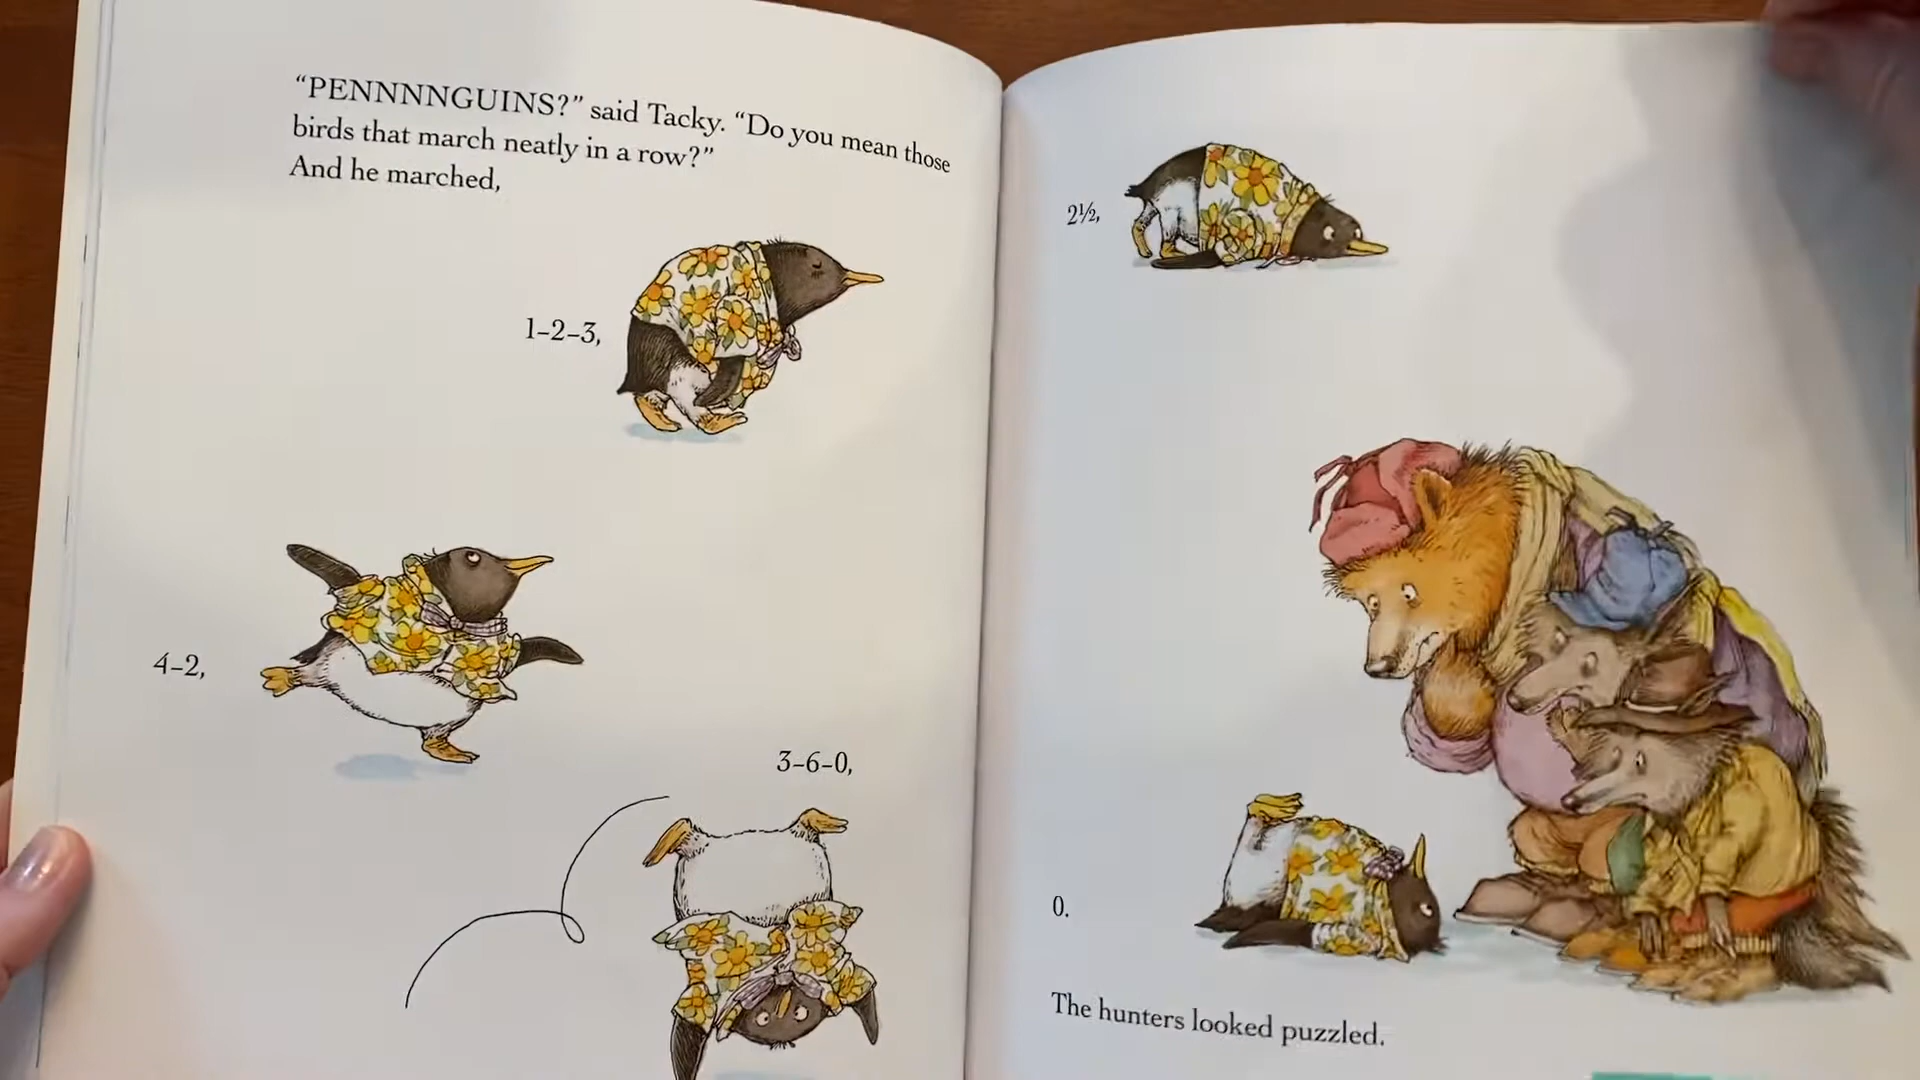 “PENNNNGUINS?” said Tacky. “Do you mean those
birds that march neatly in a row?”
And he marched,
1–2–3,
4–2,
3–6–0,
2½,
0.
The hunters looked puzzled.